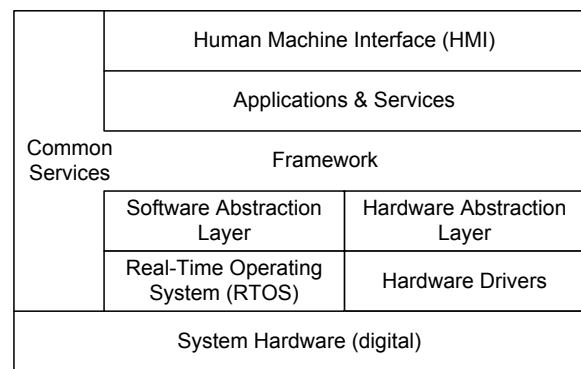 Human Machine Interface (HMI)
Applications & Services
Common
Services
Framework
Software Abstraction
Layer
Hardware Abstraction
Layer
Real-Time Operating
System (RTOS)
Hardware Drivers
System Hardware (digital)